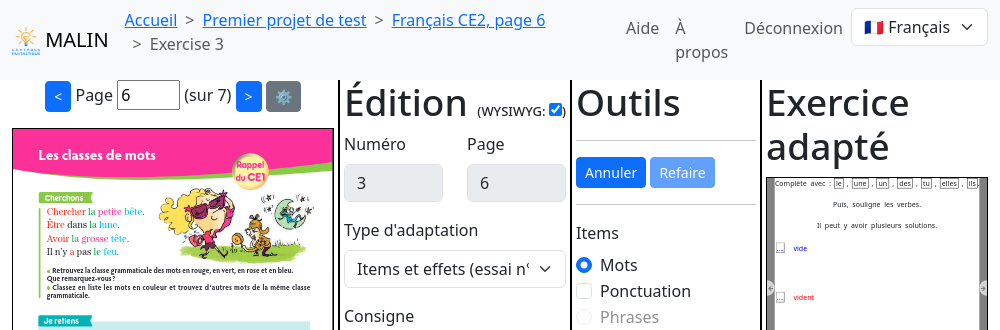 MALIN
Accueil > Premier projet de test > Français CE2, page 6
> Exercise 3
Aide
À propos
Déconnexion
🇫🇷 Français
< Page 6 (sur 7) > ⚙️
Les classes de mots
Rappel
du CE1
Cherchons
Chercher la petite bête.
Être dans la lune.
Avoir la grosse tête.
Il n'y a pas le feu.
• Retrouvez la classe grammaticale des mots en rouge, en vert, en rose et en bleu.
Que remarquez-vous ?
• Classez en liste les mots en couleur et trouvez d'autres mots de la même classe
grammaticale.
Je retiens
Édition (WYSIWYG: )
Numéro
Page
3
6
Type d'adaptation
Items et effets (essai n°
Consigne
Outils
Annuler
Refaire
Items
Mots
Ponctuation
Phrases
Exercice
adapté
Complète avec : le , une , un , des , tu , elles , ils.
Puis, souligne les verbes.
Il peut y avoir plusieurs solutions.
... vide
... vident